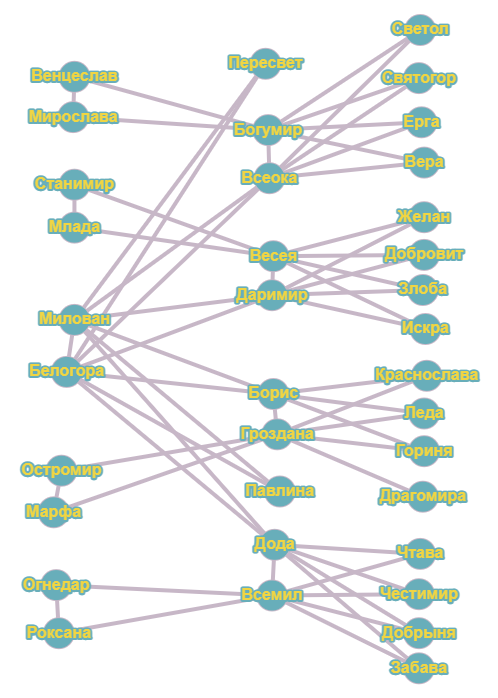 Венцеслав
Мирослава
Станимир
Млада
Милован
Белогора
Остромир
Марфа
Огнедар
Роксана
Пересвет
Богумир
Всеока
Весея
Даримир
Борис
Гроздана
Павлина
Дода
Всемил
Светол
Святогор
Ерга
Вера
Желан
Добровит
Злоба
Искра
Краснослава
Леда
Гориня
Драгомира
Чтава
Честимир
Добрыня
Забава